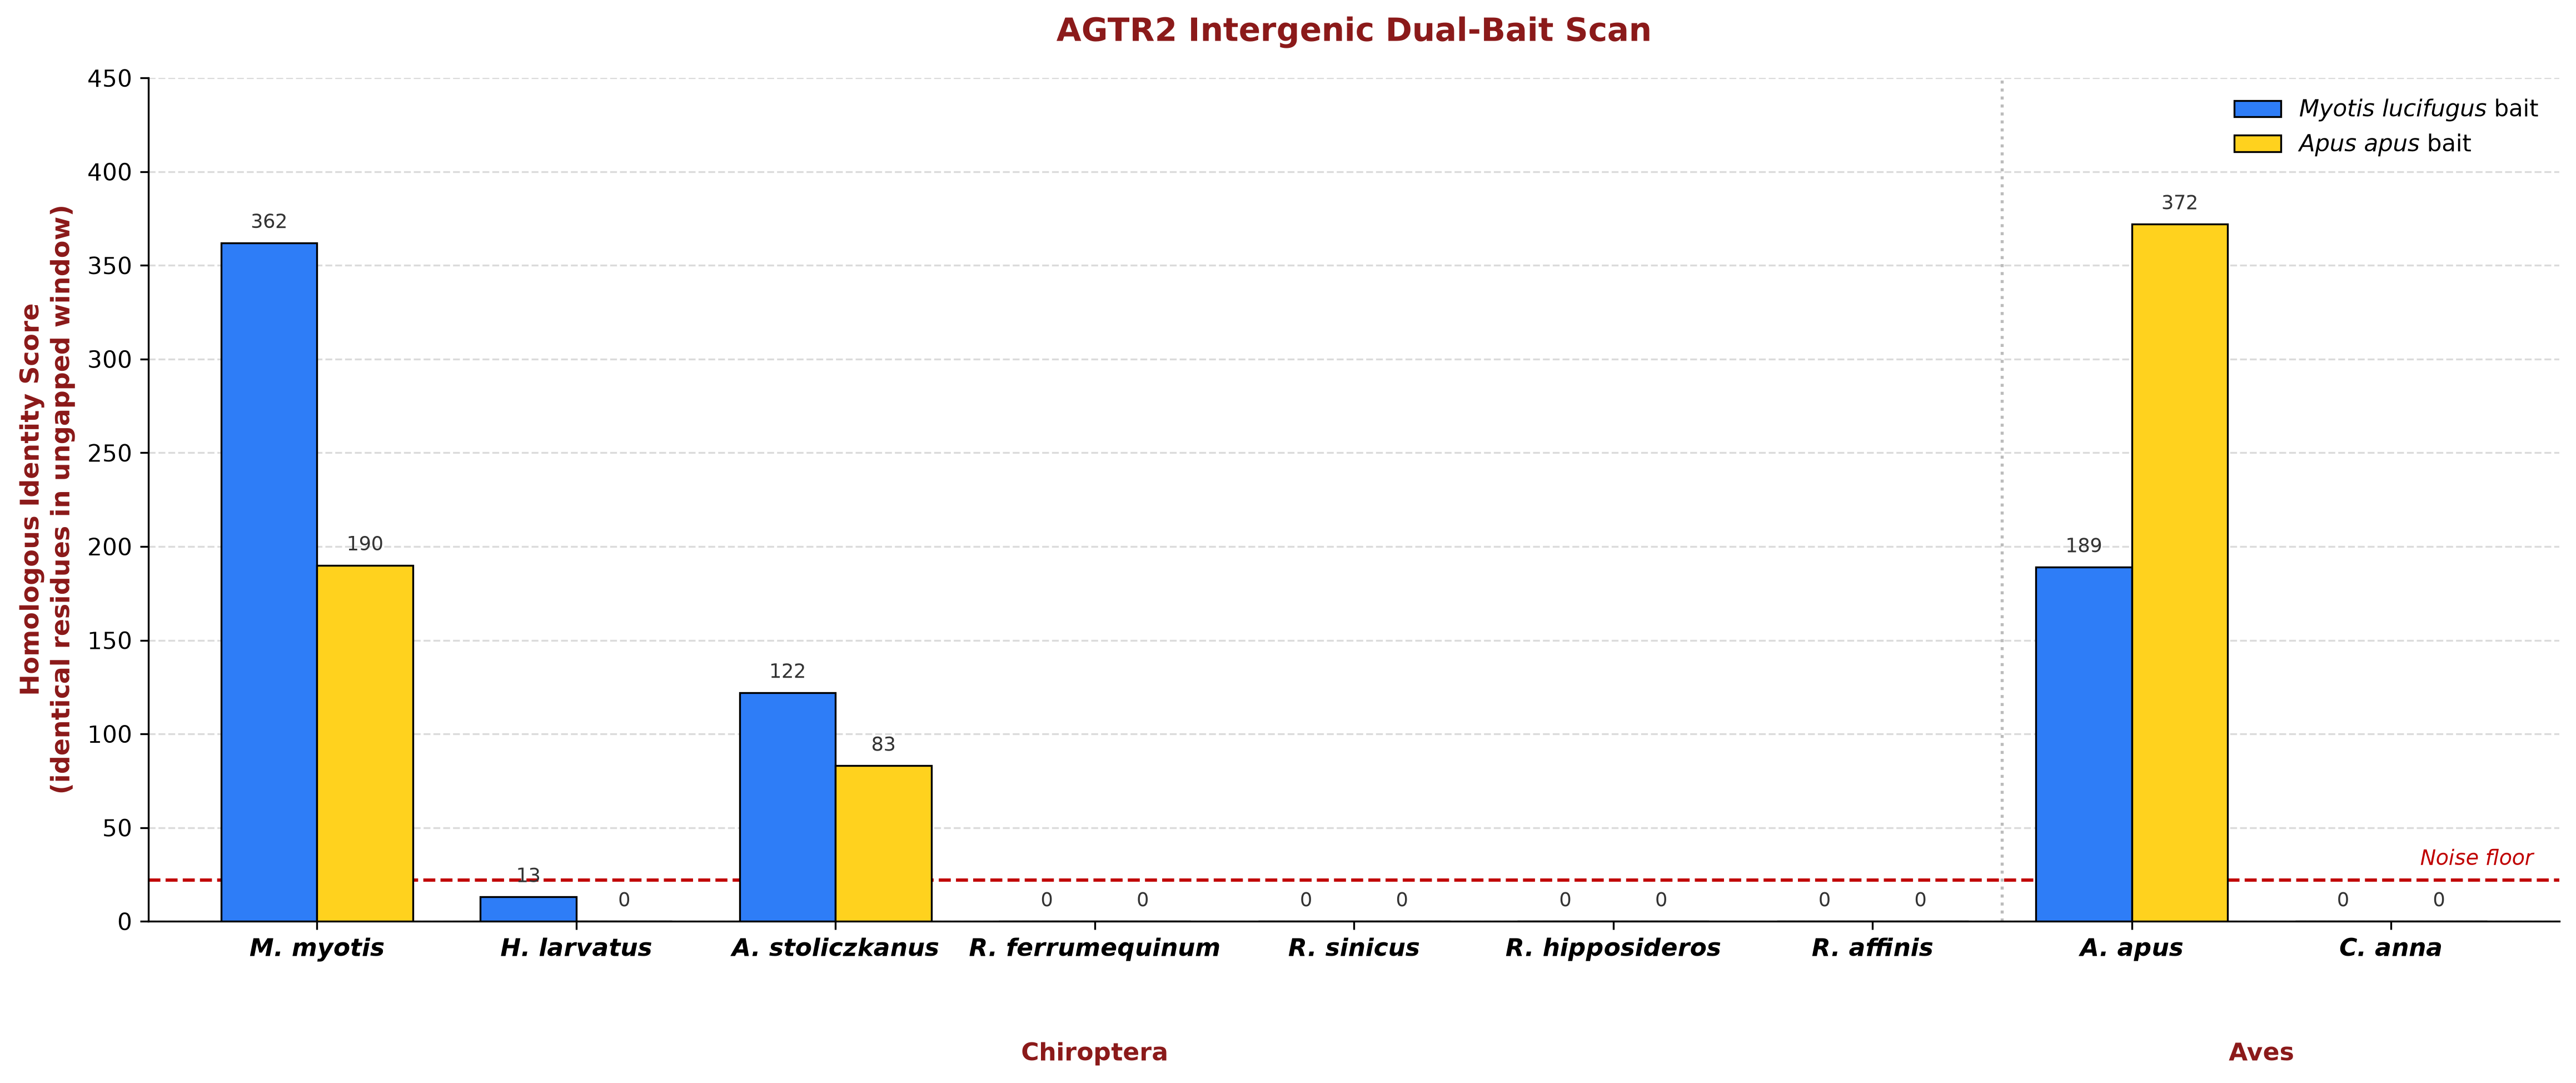 AGTR2 Intergenic Dual-Bait Scan
Homologous Identity Score
(identical residues in ungapped window)
450
400
350
300
250
200
150
100
50
0
Myotis lucifugus bait
Apus apus bait
362
190
13
0
122
83
0
0
0
0
0
0
0
0
189
372
0
0
Noise floor
M. myotis
H. larvatus
A. stoliczkanus
R. ferrumequinum
R. sinicus
R. hipposideros
R. affinis
A. apus
C. anna
Chiroptera
Aves